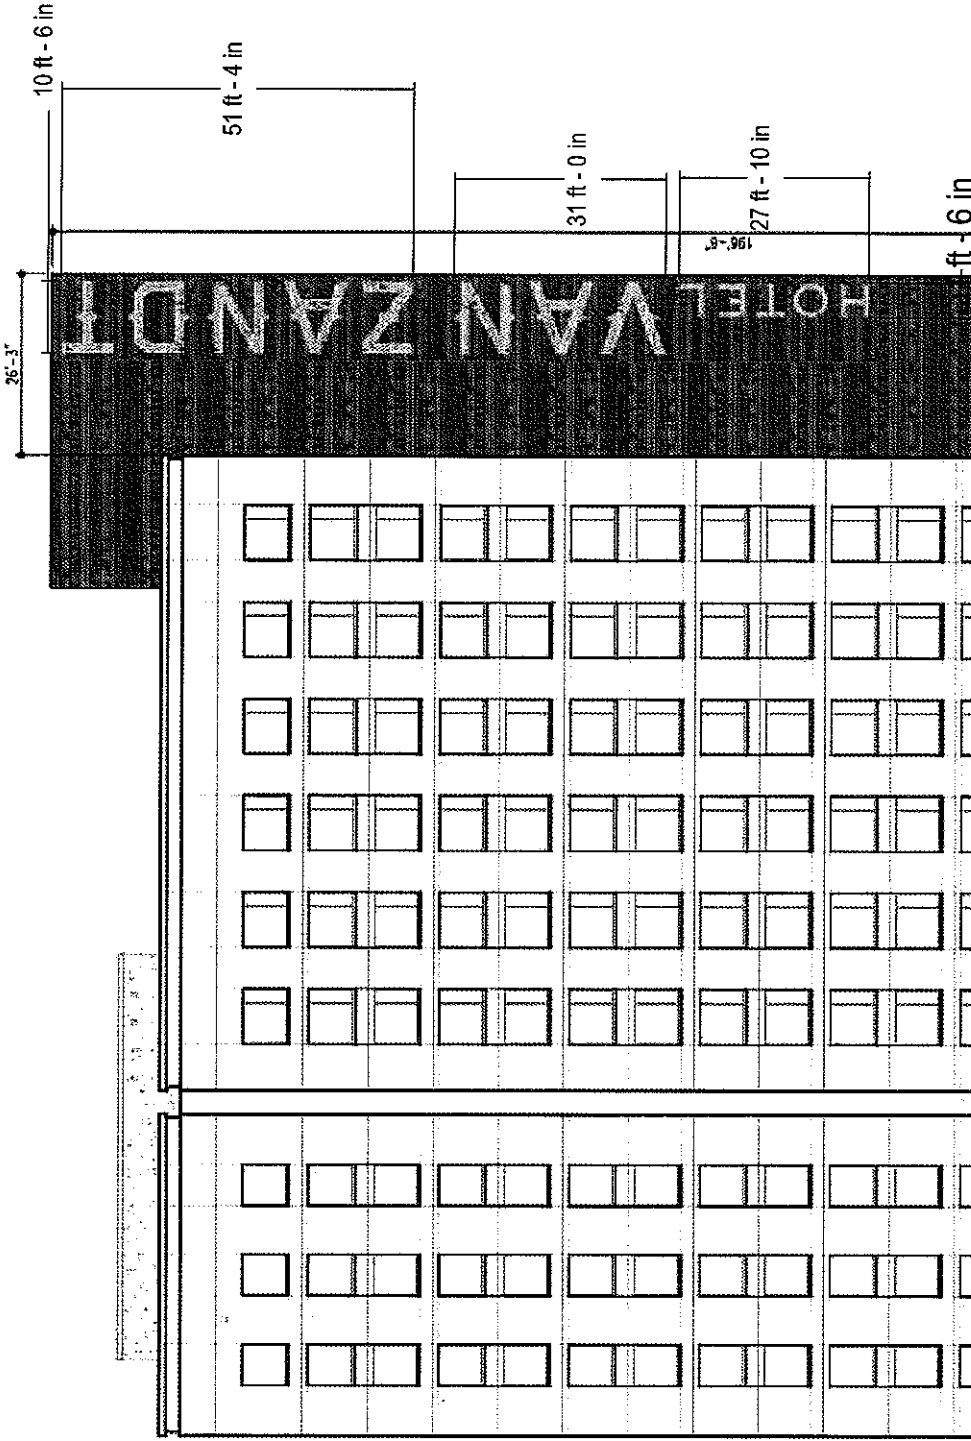 10 ft - 6 in
51 ft - 4 in
31 ft - 0 in
27 ft - 10 in
196'-6"
ft - 6 in
26'-3"
HOTEL
VAN ZANDT